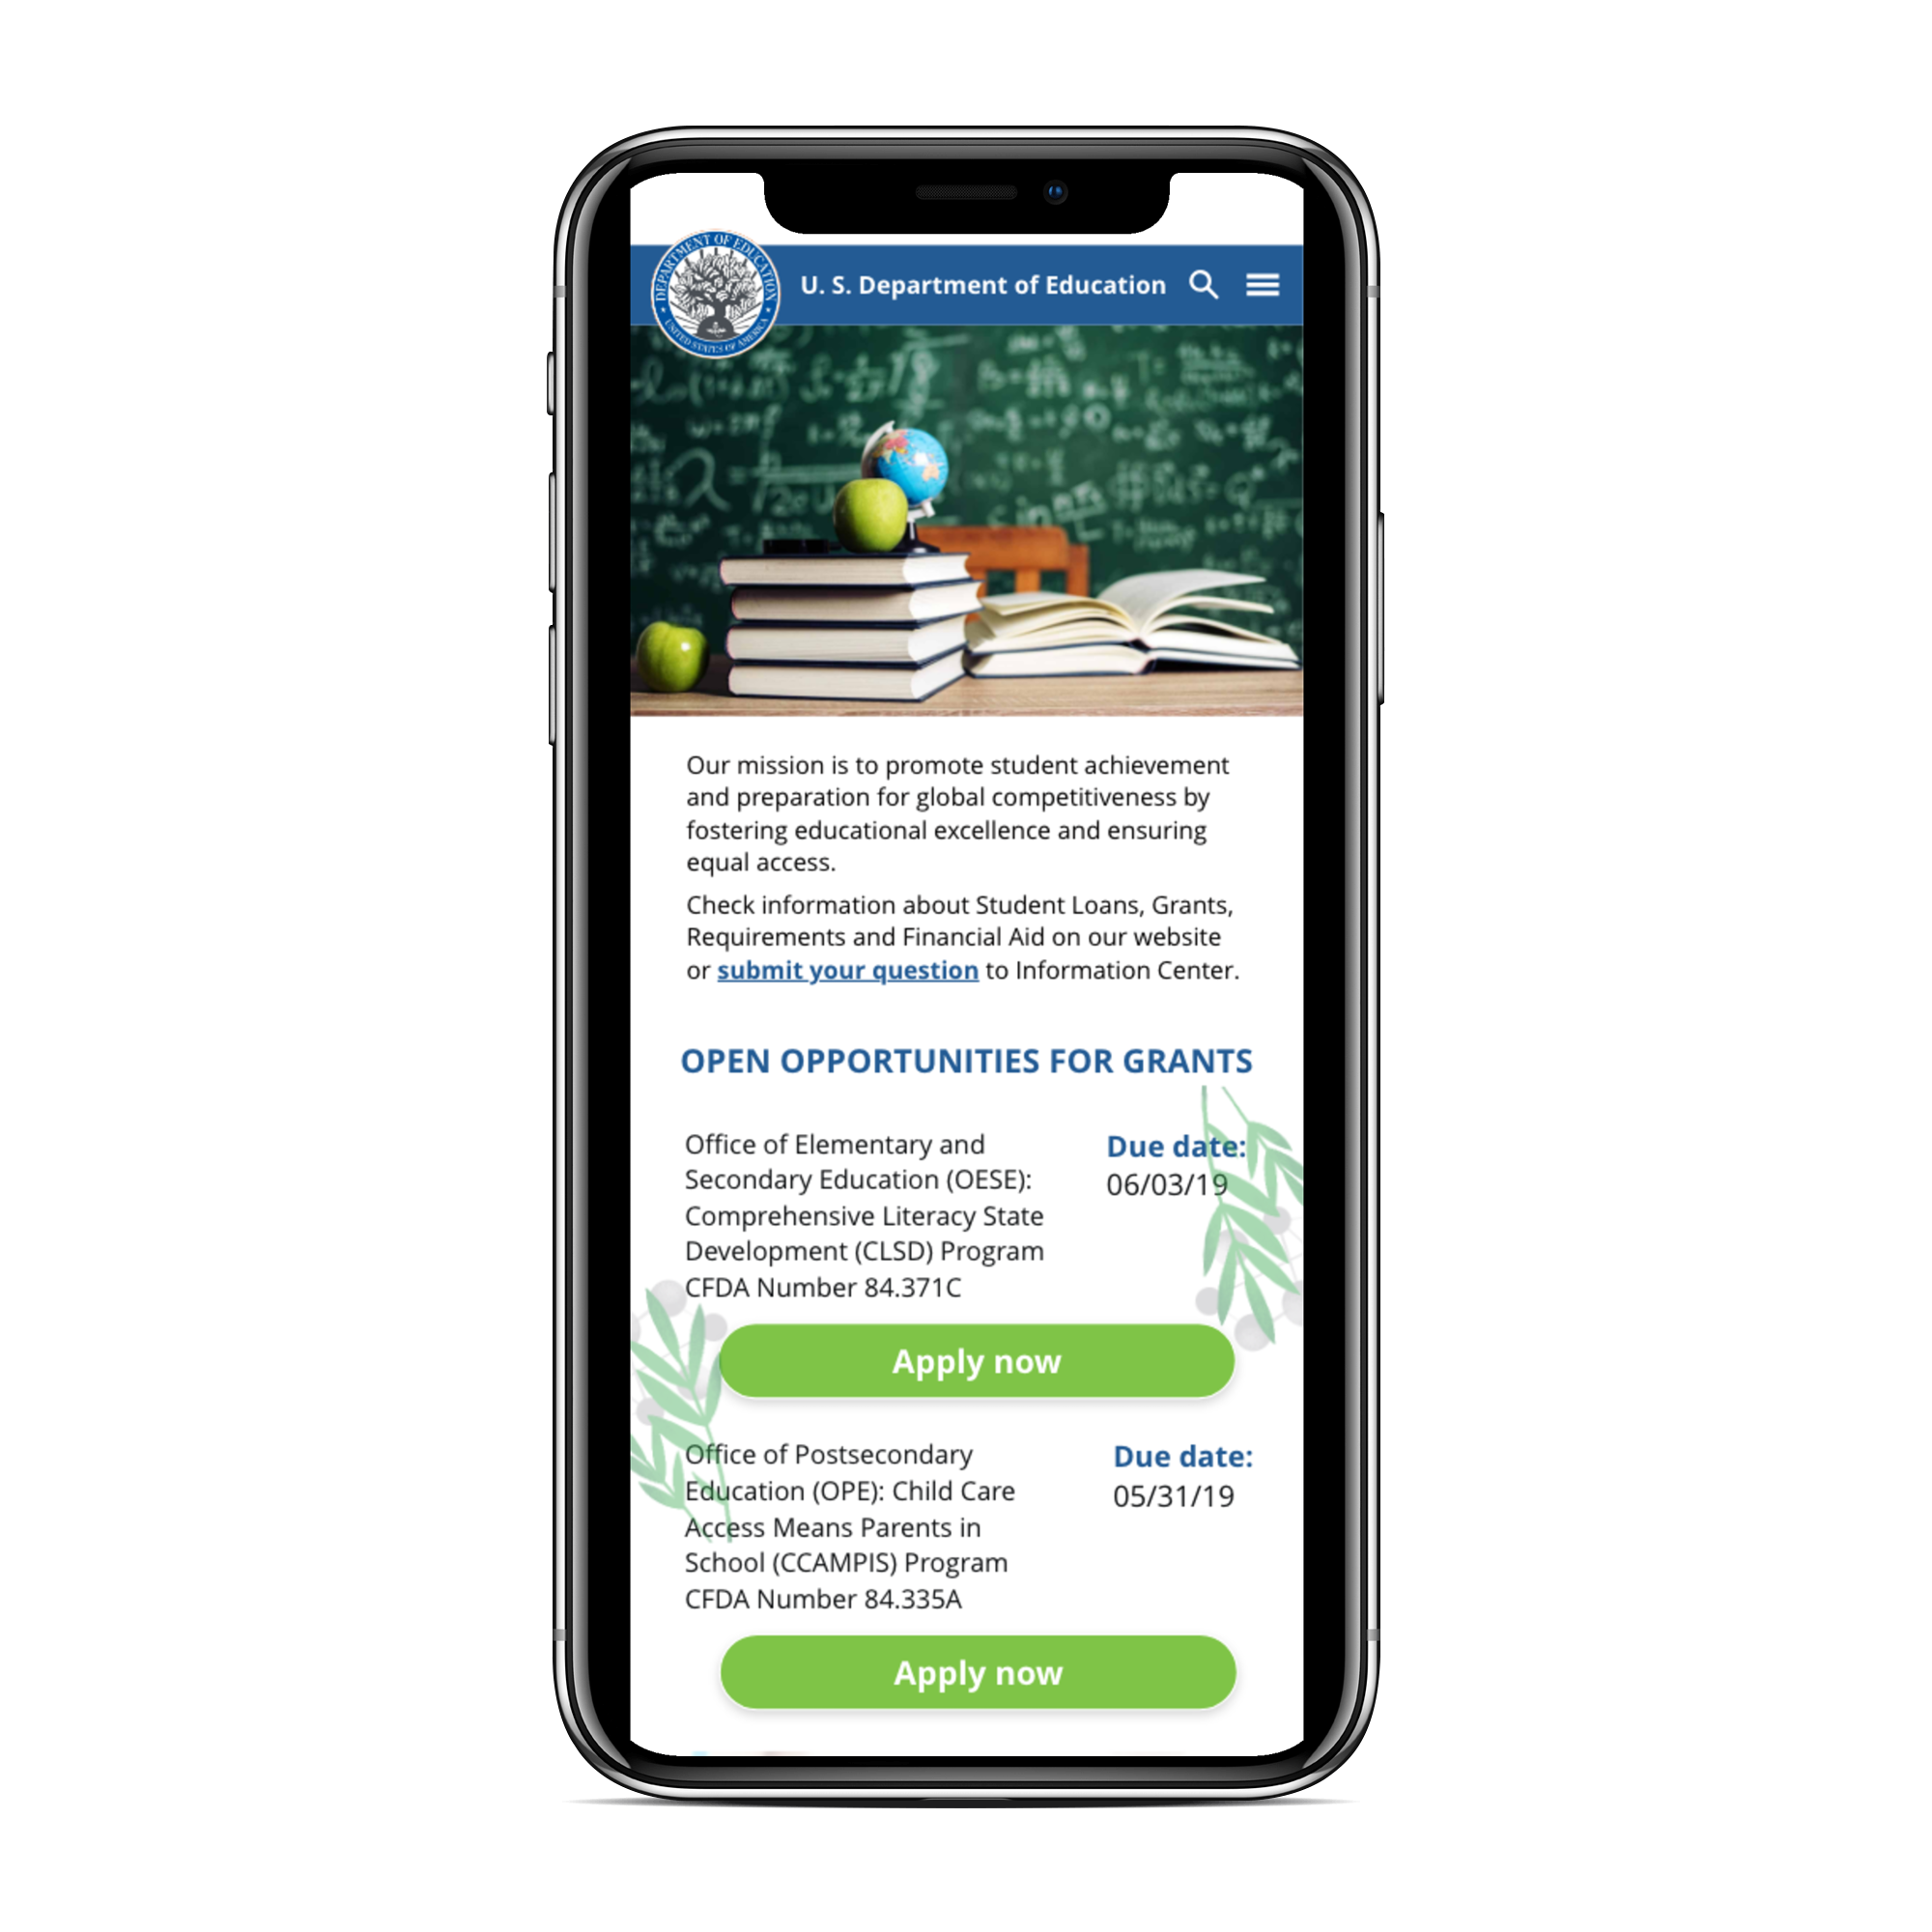 DEPARTMENT OF EDUCATION
UNITED STATES OF AMERICA
U. S. Department of Education
Our mission is to promote student achievement
and preparation for global competitiveness by
fostering educational excellence and ensuring
equal access.
Check information about Student Loans, Grants,
Requirements and Financial Aid on our website
or submit your question to Information Center.
OPEN OPPORTUNITIES FOR GRANTS
Office of Elementary and
Secondary Education (OESE):
Comprehensive Literacy State
Development (CLSD) Program
CFDA Number 84.371C
Due date:
06/03/19
Apply now
Office of Postsecondary
Education (OPE): Child Care
Access Means Parents in
School (CCAMPIS) Program
CFDA Number 84.335A
Due date:
05/31/19
Apply now